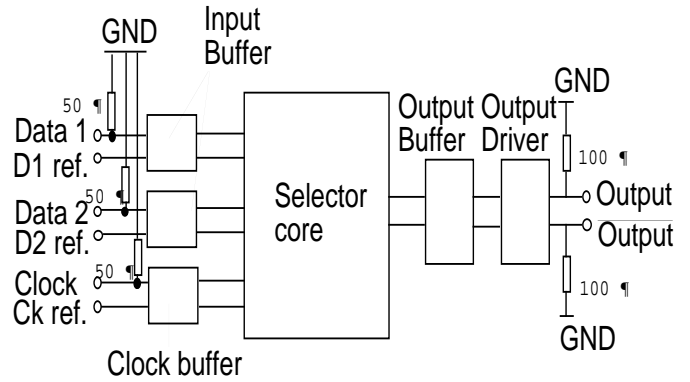 Input
Buffer
GND
50 ¶
Data 1
D1 ref.
50 ¶
Data 2
D2 ref.
50 ¶
Clock
Ck ref.
Clock buffer
Selector
core
Output
Buffer
Output
Driver
GND
100 ¶
Output
Output
100 ¶
GND